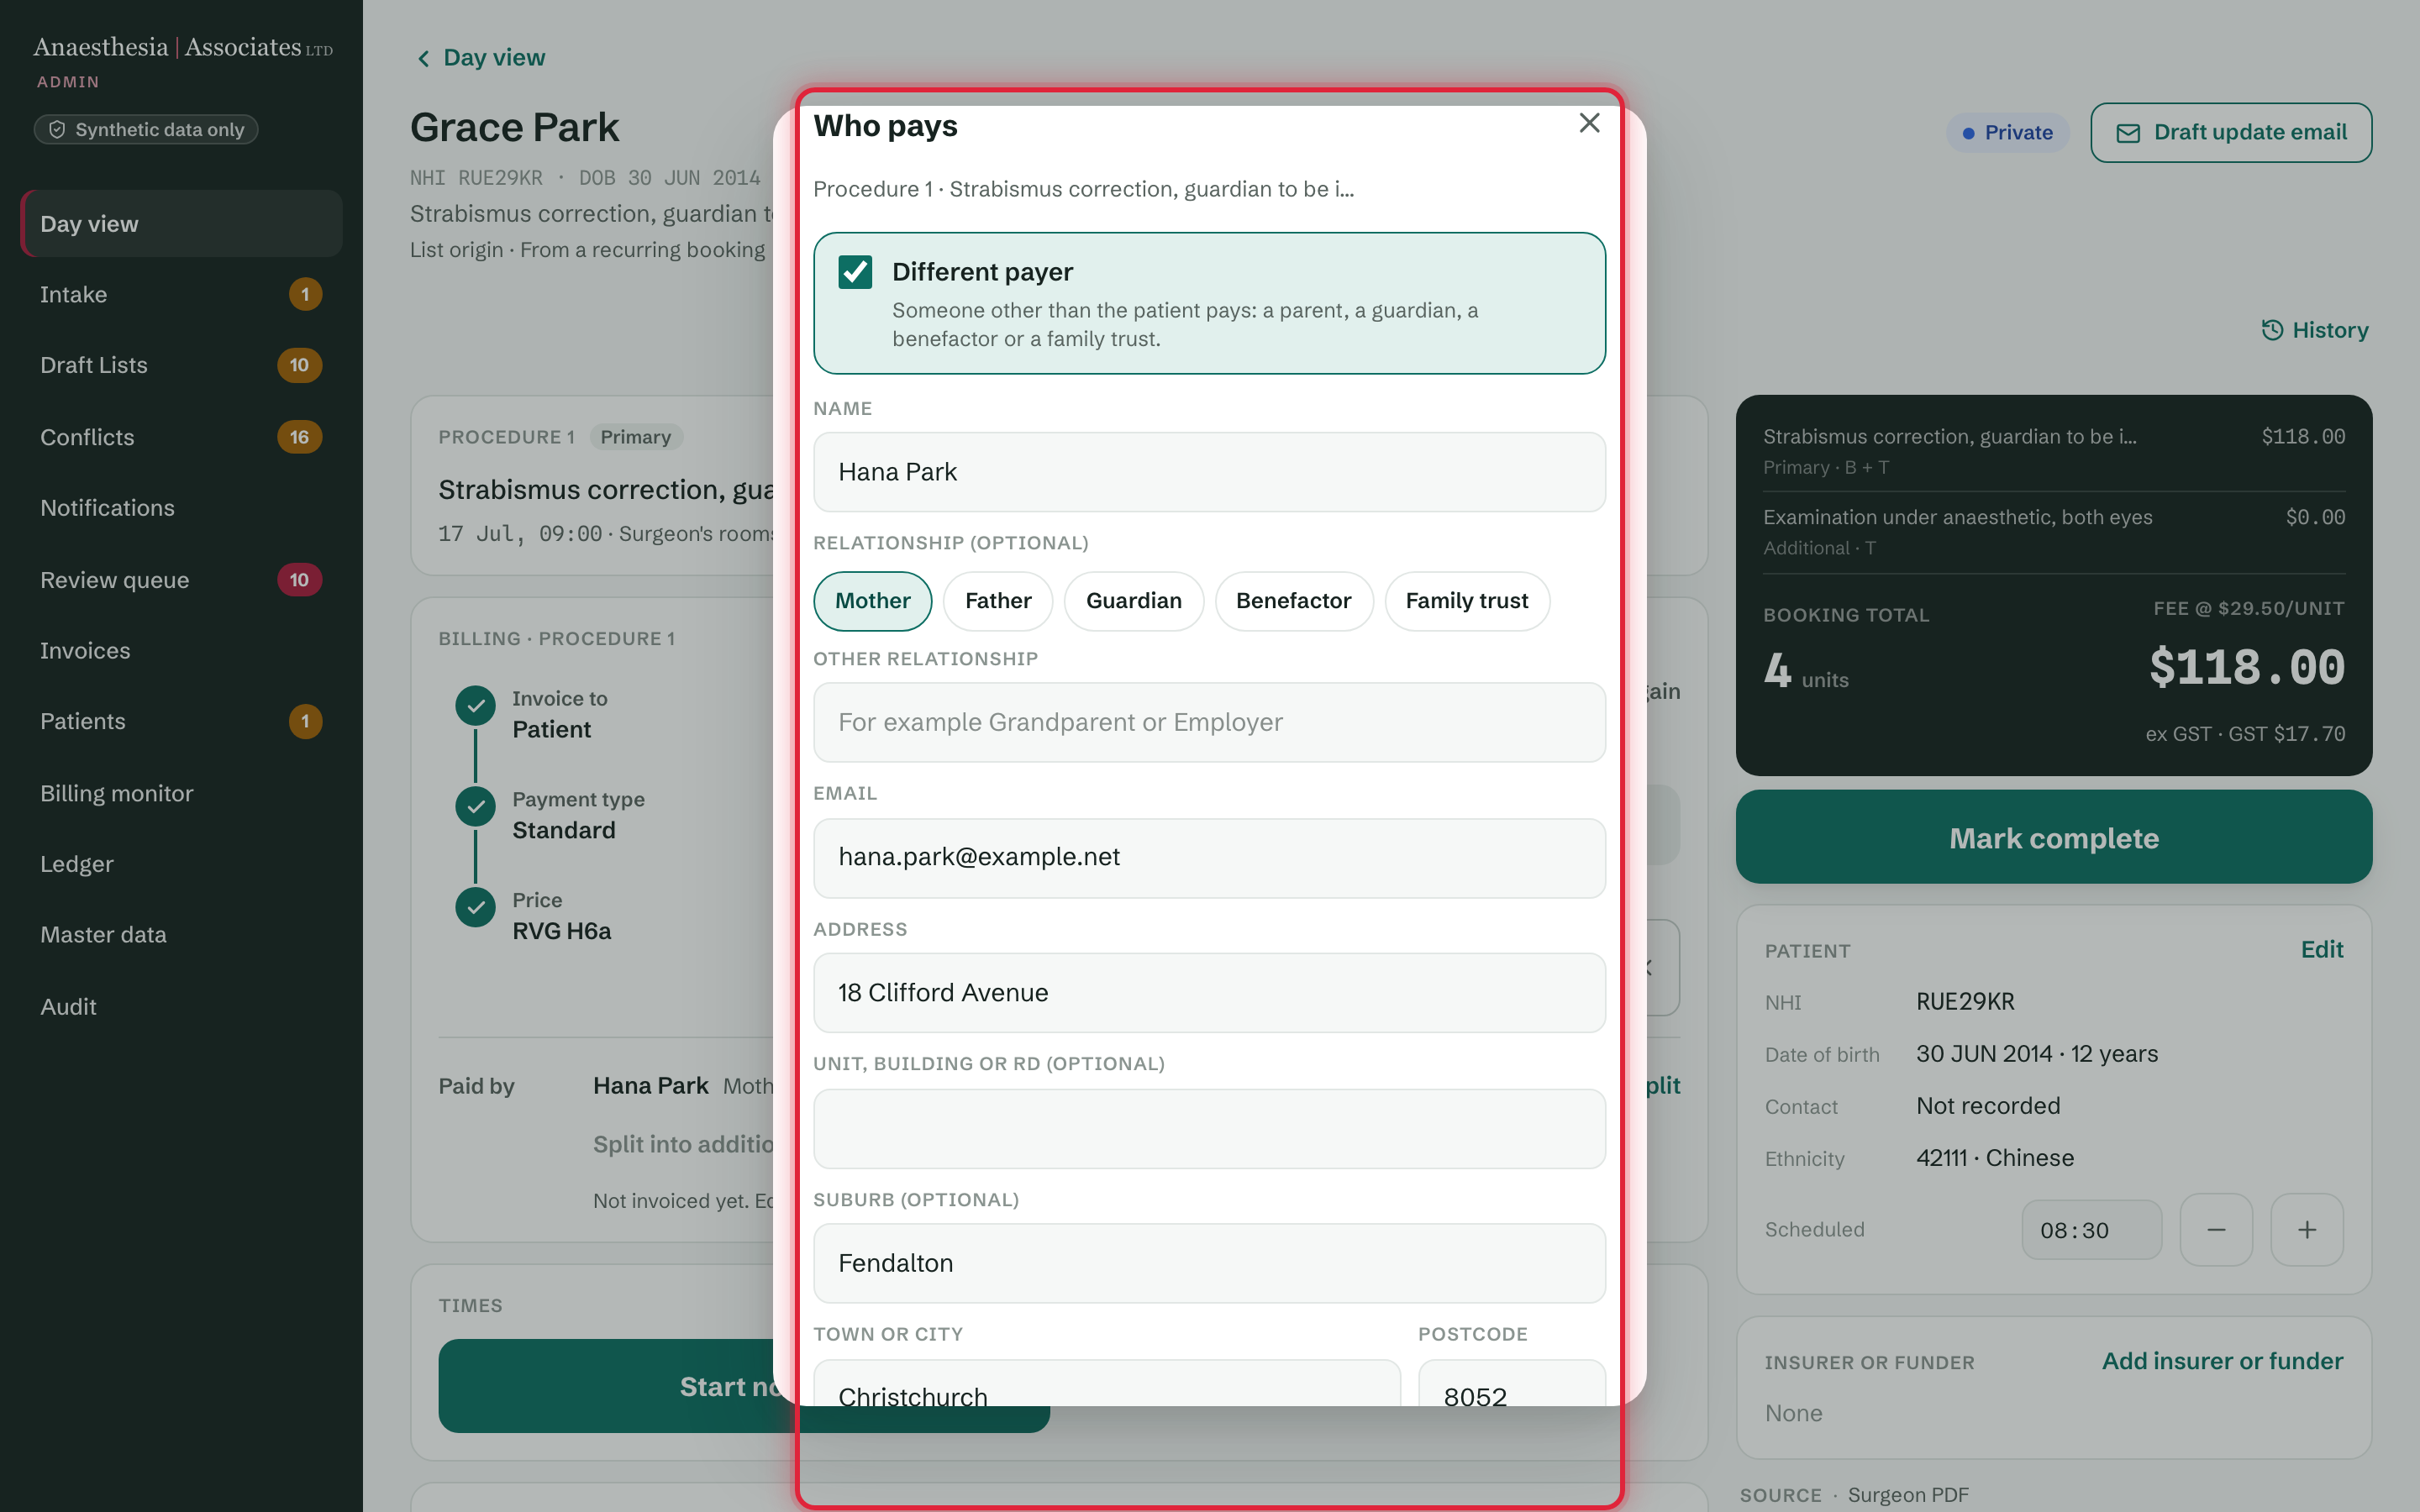 Anaesthesia | Associates LTD
ADMIN
Synthetic data only
Day view
Intake 1
Draft Lists 10
Conflicts 16
Notifications
Review queue 10
Invoices
Patients 1
Billing monitor
Ledger
Master data
Audit
Day view
Grace Park
NHI RUE29KR · DOB 30 JUN 2014
Strabismus correction, guardian
List origin · From a recurring booking
Private
Draft update email
History
PROCEDURE 1 Primary
Strabismus correction,
17 Jul, 09:00 · Surgeon's rooms
BILLING · PROCEDURE 1
Invoice to
Patient
Payment type
Standard
Price
RVG H6a
Paid by Hana Park
Split into
Not invoiced yet.
TIMES
Start
Who pays
Procedure 1 · Strabismus correction, guardian to be i...
Different payer
Someone other than the patient pays: a parent, a guardian, a
benefactor or a family trust.
NAME
Hana Park
RELATIONSHIP (OPTIONAL)
Mother Father Guardian Benefactor Family trust
OTHER RELATIONSHIP
For example Grandparent or Employer
EMAIL
hana.park@example.net
ADDRESS
18 Clifford Avenue
UNIT, BUILDING OR RD (OPTIONAL)
SUBURB (OPTIONAL)
Fendalton
TOWN OR CITY POSTCODE
Christchurch 8052
Strabismus correction, guardian to be i... $118.00
Primary · B + T
Examination under anaesthetic, both eyes $0.00
Additional · T
BOOKING TOTAL FEE @ $29.50/UNIT
4 units $118.00
ex GST · GST $17.70
Mark complete
PATIENT Edit
NHI RUE29KR
Date of birth 30 JUN 2014 · 12 years
Contact Not recorded
Ethnicity 42111 · Chinese
Scheduled 08:30 − +
INSURER OR FUNDER Add insurer or funder
None
SOURCE · Surgeon PDF